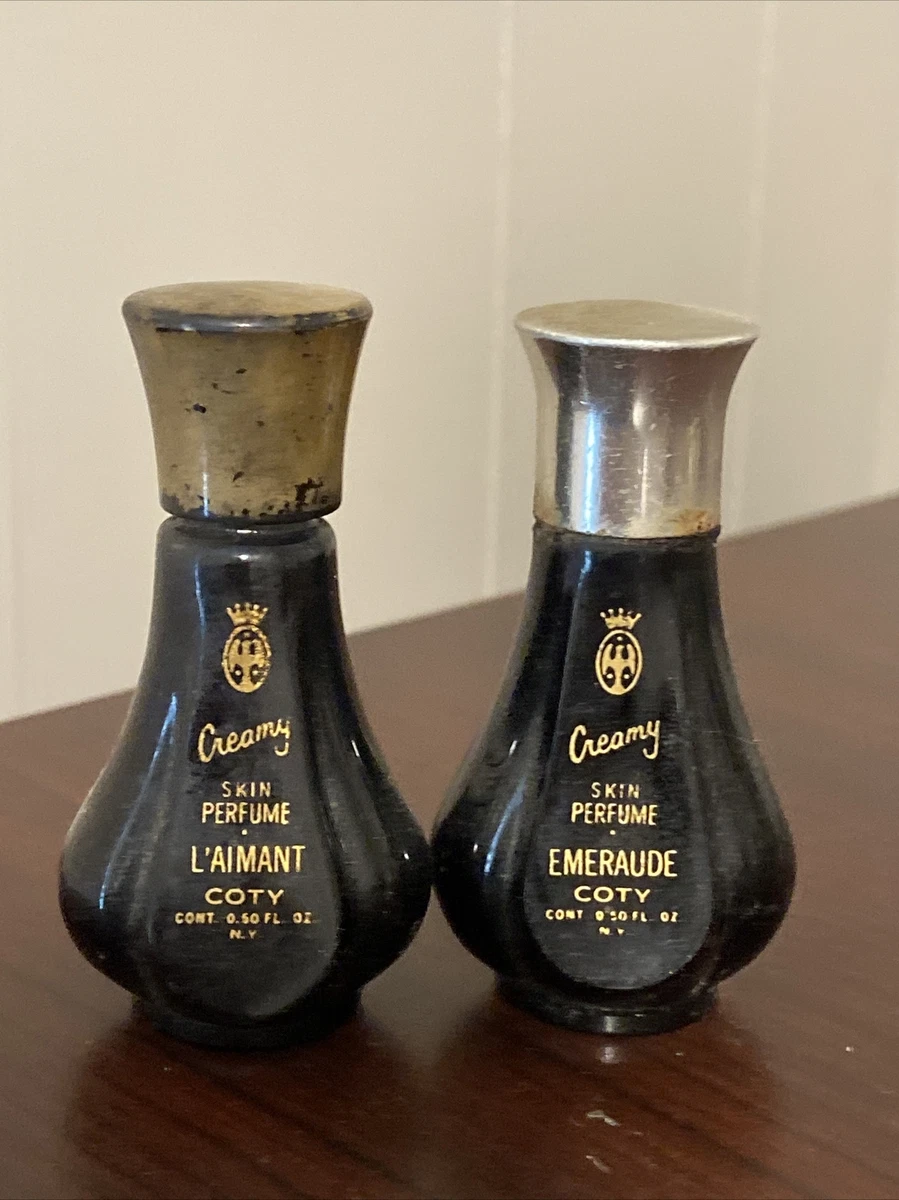 Creamy
SKIN
PERFUME
L'AIMANT
COTY
CONT. 0.50 FL. OZ.
N.Y.
Creamy
SKIN
PERFUME
EMERAUDE
COTY
CONT. 0.50 FL. OZ
N.Y.